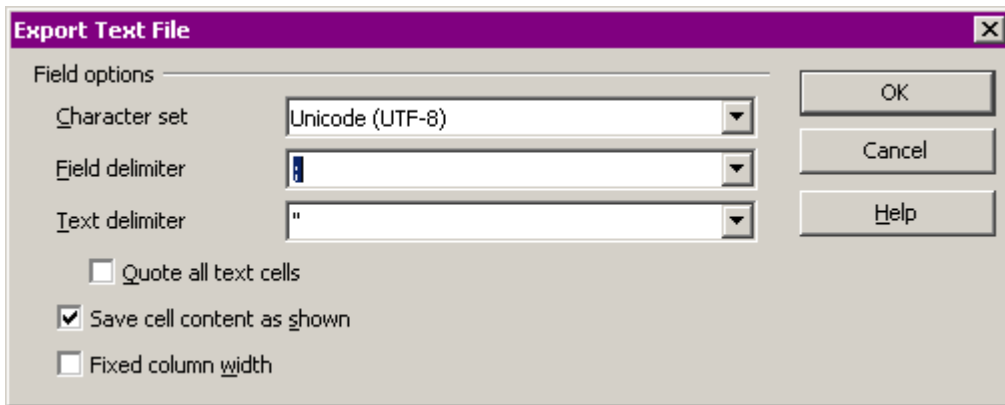 Export Text File
Field options
OK
Character set
Unicode (UTF-8)
Cancel
Field delimiter
;
Text delimiter
"
Help
Quote all text cells
Save cell content as shown
Fixed column width